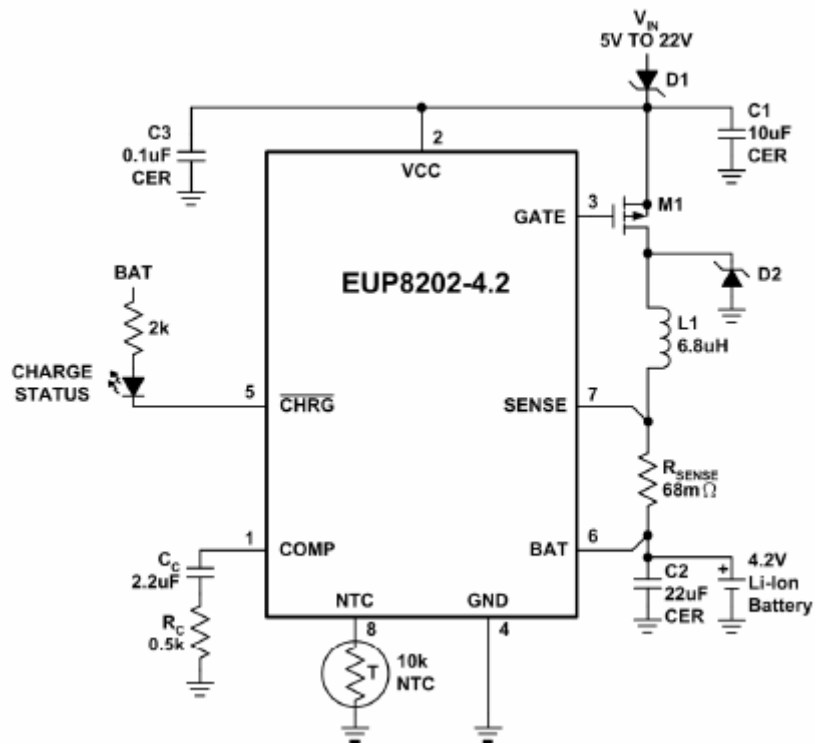 V_IN
5V TO 22V
D1
C3
0.1uF
CER
2
VCC
C1
10uF
CER
GATE
3
M1
EUP8202-4.2
D2
BAT
2k
L1
6.8uH
CHARGE
STATUS
5
CHRG
SENSE
7
R_SENSE
68mΩ
1
COMP
BAT
6
C_C
2.2uF
C2
22uF
CER
+
4.2V
Li-Ion
Battery
NTC
GND
R_C
0.5k
8
4
T
10k
NTC